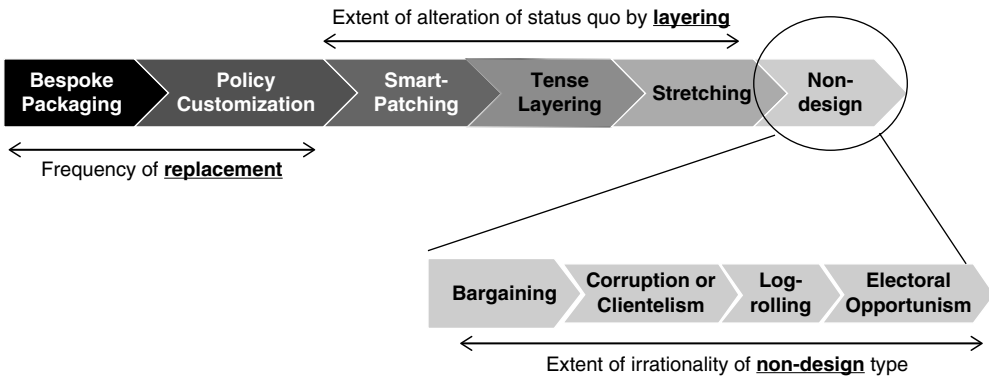 Extent of alteration of status quo by layering
Bespoke
Packaging
Policy
Customization
Smart-
Patching
Tense
Layering
Stretching
Non-
design
Frequency of replacement
Bargaining
Corruption or
Clientelism
Log-
rolling
Electoral
Opportunism
Extent of irrationality of non-design type